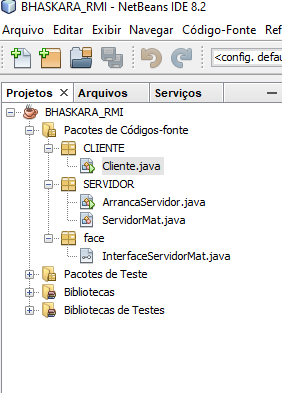 BHASKARA_RMI - NetBeans IDE 8.2
Arquivo Editar Exibir Navegar Código-Fonte Ref
<config. defau
Projetos Arquivos Serviços
BHASKARA_RMI
Pacotes de Códigos-fonte
CLIENTE
Cliente.java
SERVIDOR
ArrancaServidor.java
ServidorMat.java
face
InterfaceServidorMat.java
Pacotes de Teste
Bibliotecas
Bibliotecas de Testes